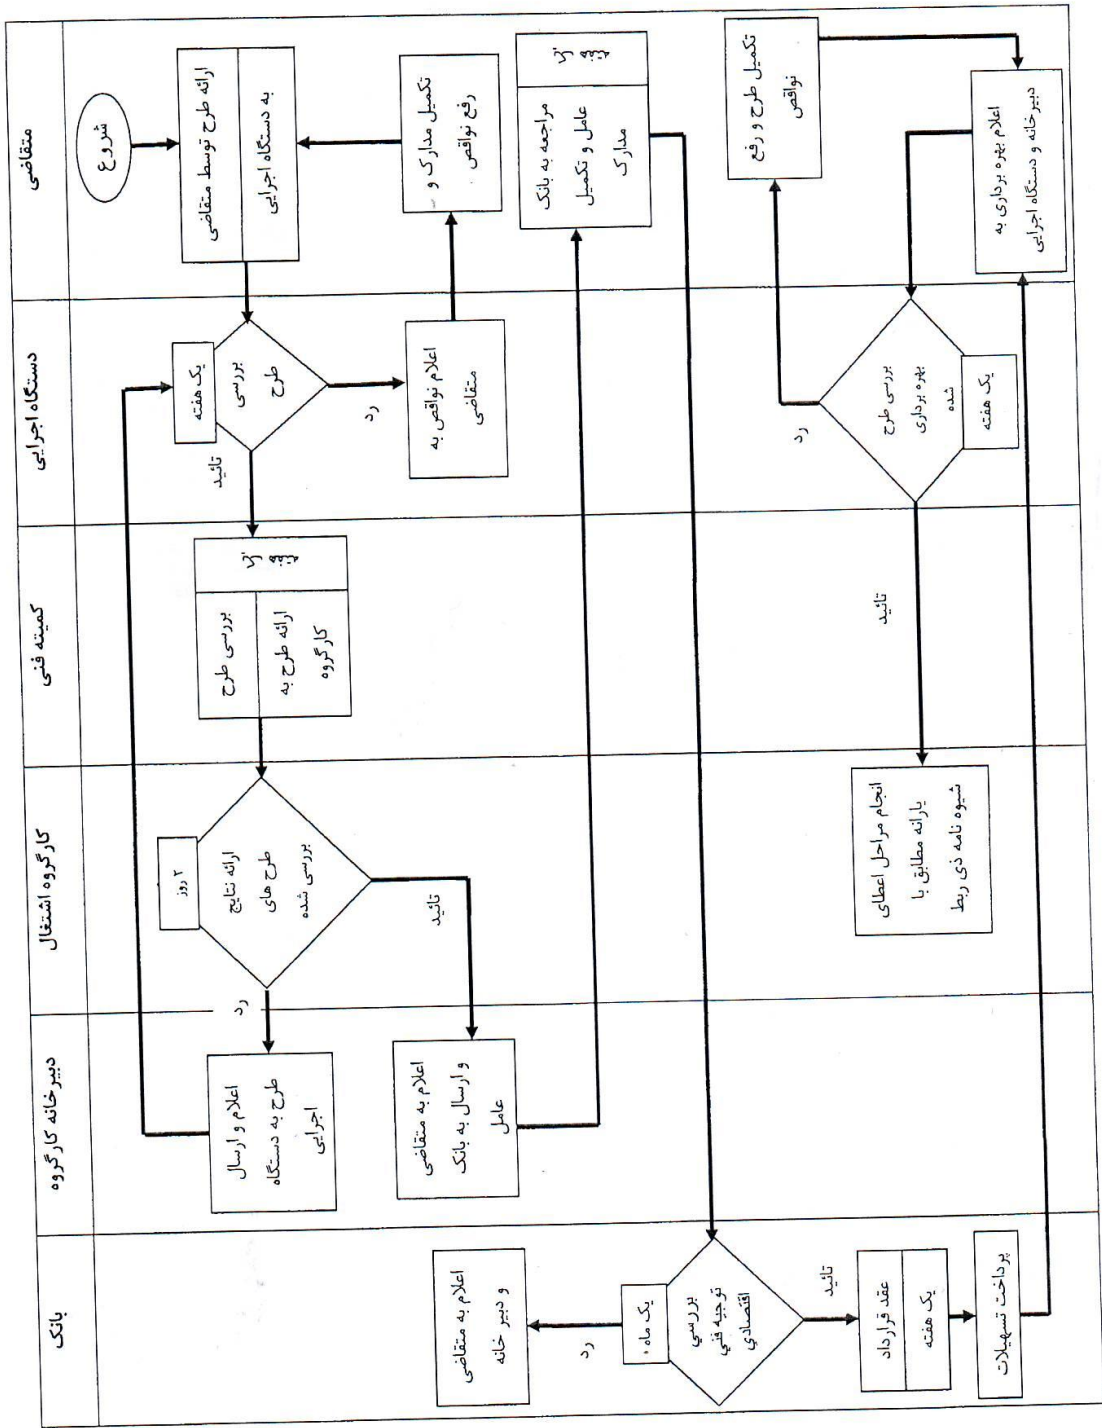 متقاضی
دستگاه اجرایی
کمیته فنی
کارگروه اشتغال
دبیرخانه کارگروه
بانک
شروع
ارائه طرح توسط متقاضی
به دستگاه اجرایی
یک هفته
بررسی
طرح
تائید
رد
اعلام نواقص به
متقاضی
تکمیل مدارک و
رفع نواقص
بررسی طرح
ارائه طرح به
کارگروه
۲ روز
ارائه نتایج
طرح های
بررسی شده
رد
تائید
اعلام و ارسال
طرح به دستگاه
اجرایی
اعلام به متقاضی
و ارسال به بانک
عامل
مراجعه به بانک
عامل و تکمیل
مدارک
یک ماه
بررسي
توجیه فني
اقتصادي
رد
اعلام به متقاضی
و دبیر خانه
تائید
عقد قرارداد
یک هفته
پرداخت تسهیلات
اعلام بهره برداری به
دبیرخانه و دستگاه اجرایی
بررسی طرح
بهره برداری
شده
یک هفته
رد
تکمیل طرح و رفع
نواقص
تائید
انجام مراحل اعطای
یارانه مطابق با
شیوه نامه ذی ربط